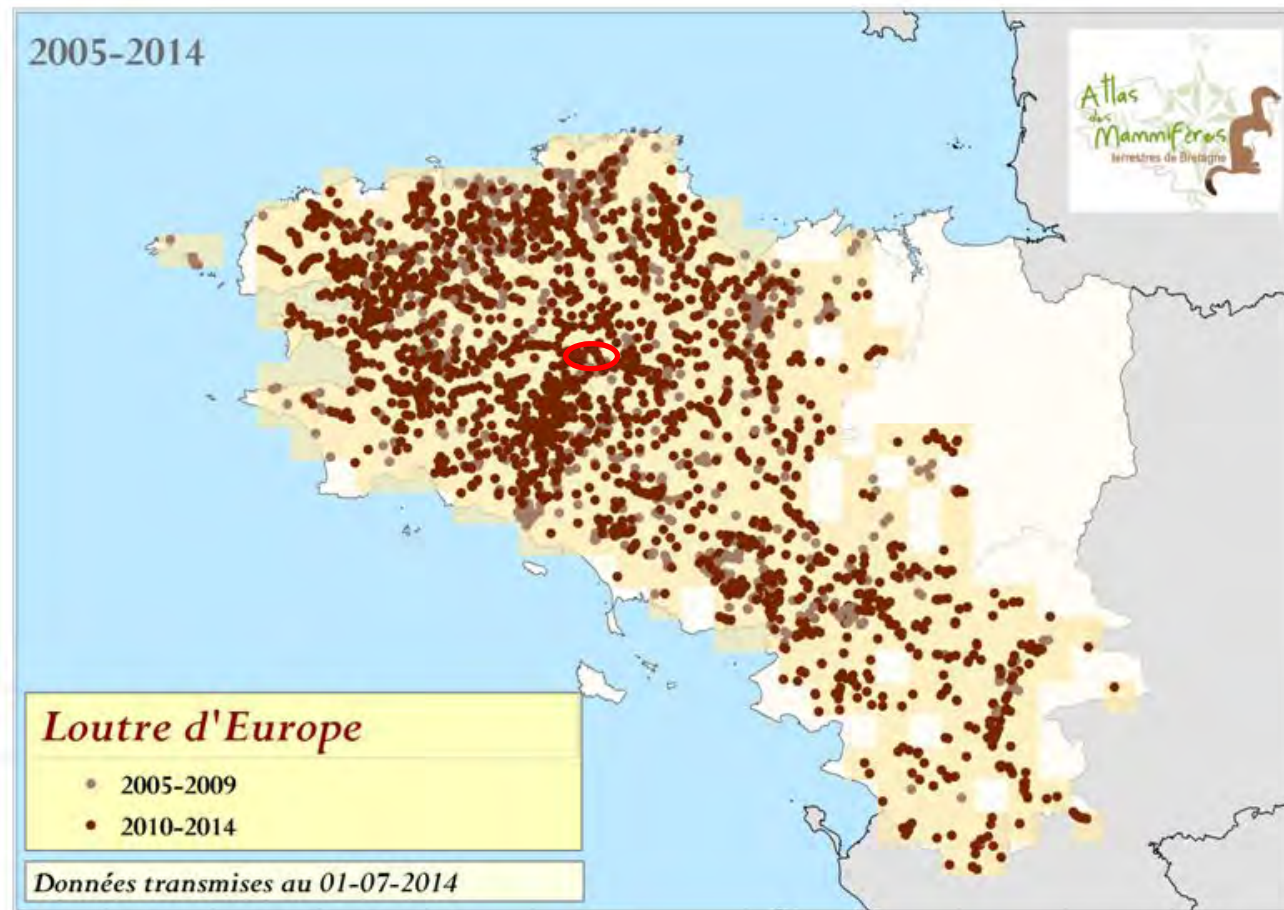 2005-2014
Atlas
des
Mammifères
terrestres de Bretagne
Loutre d'Europe
2005-2009
2010-2014
Données transmises au 01-07-2014